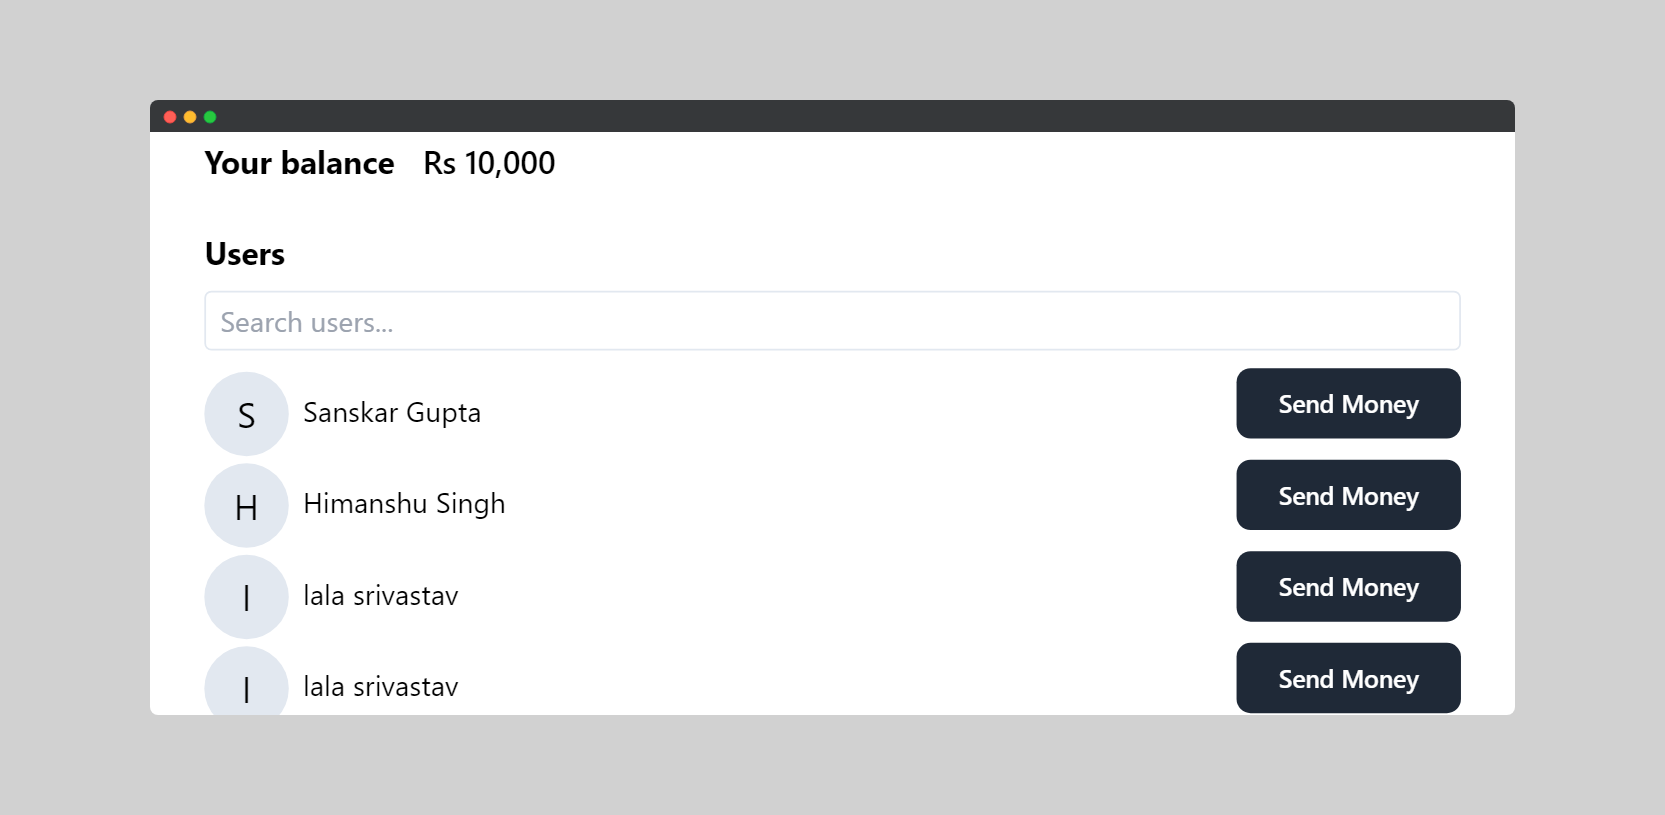 Your balance Rs 10,000
Users
Search users...
S Sanskar Gupta Send Money
H Himanshu Singh Send Money
l lala srivastav Send Money
l lala srivastav Send Money